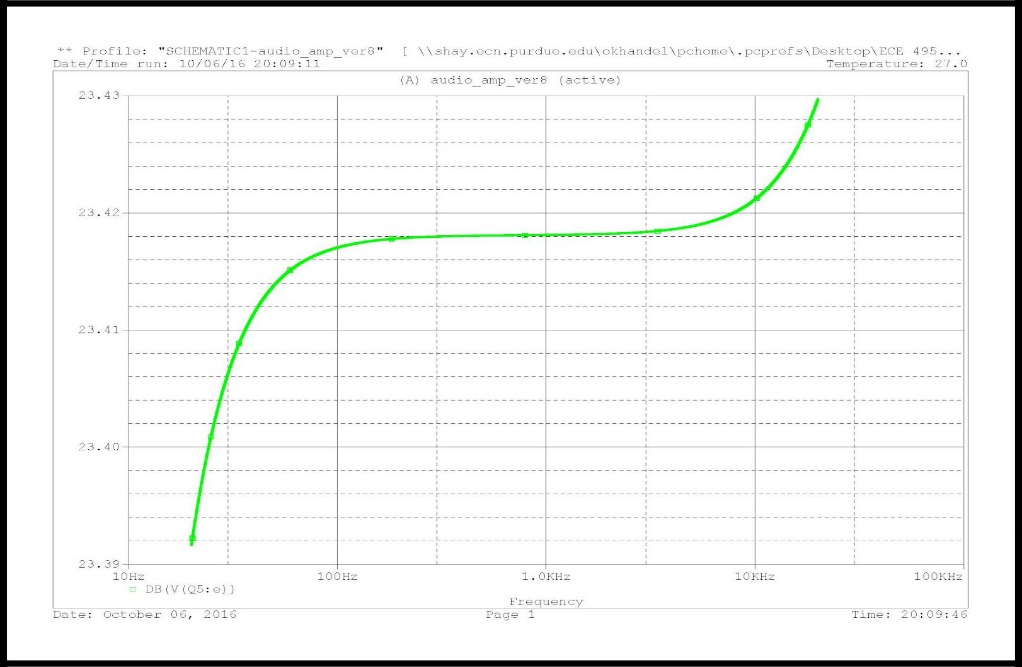 ** Profile: "SCHEMATIC1-audio_amp_ver8"  [ \\shay.ecn.purdue.edu\okhandel\pchome\.pcprefs\Desktop\ECE 495...
Date/Time run: 10/06/16 20:09:11 Temperature: 27.0
(A) audio_amp_ver8 (active)
23.43
23.42
23.41
23.40
23.39
10Hz 100Hz 1.0KHz 10KHz 100KHz
DB(V(Q5:e))
Frequency
Date: October 06, 2016 Page 1 Time: 20:09:46